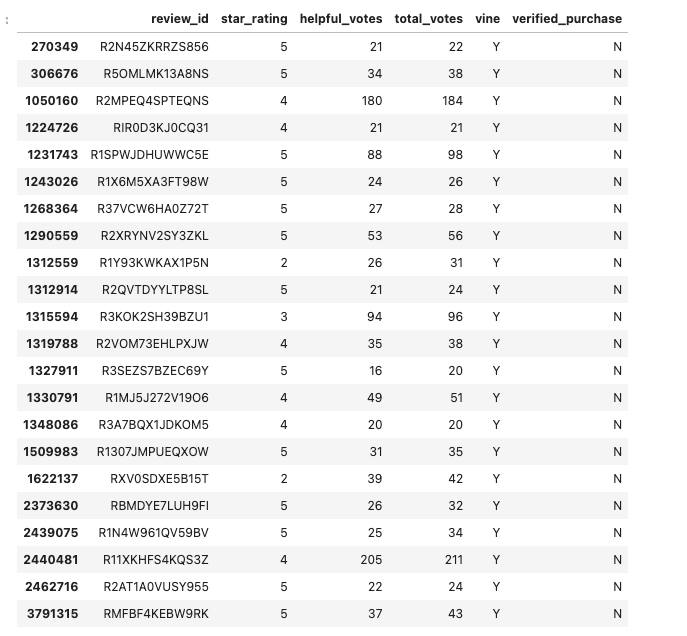 :
review_id star_rating helpful_votes total_votes vine verified_purchase
270349 R2N45ZKRRZS856 5 21 22 Y N
306676 R5OMLMK13A8NS 5 34 38 Y N
1050160 R2MPEQ4SPTEQNS 4 180 184 Y N
1224726 RIR0D3KJ0CQ31 4 21 21 Y N
1231743 R1SPWJDHUWWC5E 5 88 98 Y N
1243026 R1X6M5XA3FT98W 5 24 26 Y N
1268364 R37VCW6HA0Z72T 5 27 28 Y N
1290559 R2XRYNV2SY3ZKL 5 53 56 Y N
1312559 R1Y93KWKAX1P5N 2 26 31 Y N
1312914 R2QVTDYYLTP8SL 5 21 24 Y N
1315594 R3KOK2SH39BZU1 3 94 96 Y N
1319788 R2VOM73EHLPXJW 4 35 38 Y N
1327911 R3SEZS7BZEC69Y 5 16 20 Y N
1330791 R1MJ5J272V19O6 4 49 51 Y N
1348086 R3A7BQX1JDKOM5 4 20 20 Y N
1509983 R1307JMPUEQXOW 5 31 35 Y N
1622137 RXV0SDXE5B15T 2 39 42 Y N
2373630 RBMDYE7LUH9FI 5 26 32 Y N
2439075 R1N4W961QV59BV 5 25 34 Y N
2440481 R11XKHFS4KQS3Z 4 205 211 Y N
2462716 R2AT1A0VUSY955 5 22 24 Y N
3791315 RMFBF4KEBW9RK 5 37 43 Y N